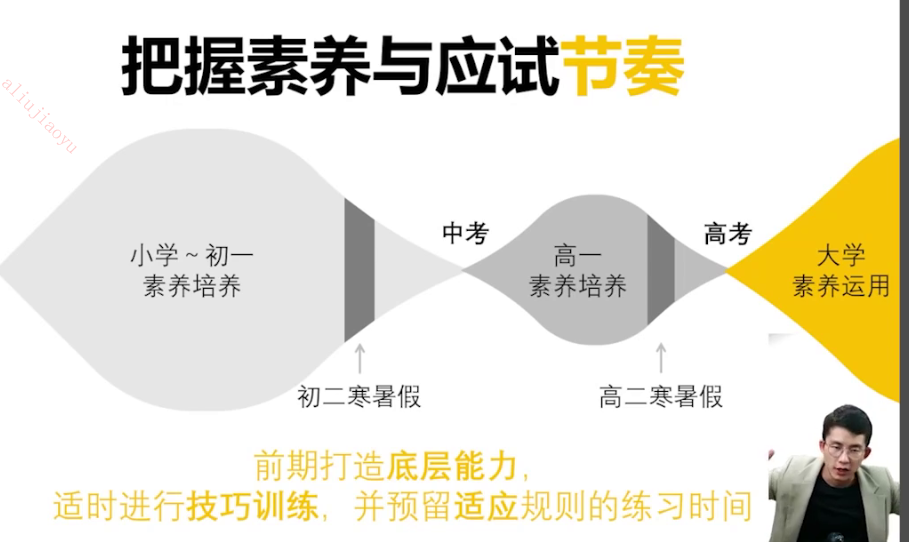 把握素养与应试节奏
aliujiaoyu
中考
高考
小学~初一
素养培养
高一
素养培养
大学
素养运用
初二寒暑假
高二寒暑假
前期打造底层能力，
适时进行技巧训练，并预留适应规则的练习时间